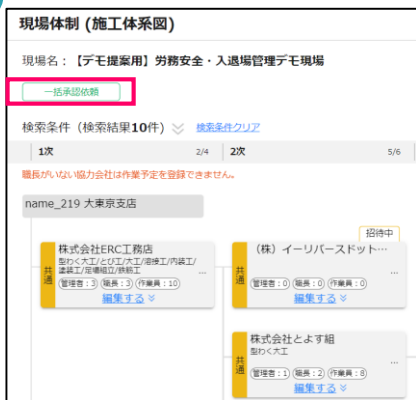 現場体制 (施工体系図)
現場名：【デモ提案用】労務安全・入退場管理デモ現場
一括承認依頼
検索条件（検索結果10件） 検索条件クリア
1次 2/4 2次 5/6
職長がいない協力会社は作業予定を登録できません。
name_219 大東京支店
招待中
共通
株式会社ERC工務店
型わく大工/とび工/大工/溶接工/内装工/
塗装工/足場組立/鉄筋工
...
管理者：3 職長：3 作業員：10
編集する
共通
（株）イーリバースドット…
...
管理者：0 職長：0 作業員：0
編集する
共通
株式会社とよす組
型わく大工
...
管理者：1 職長：2 作業員：8
編集する